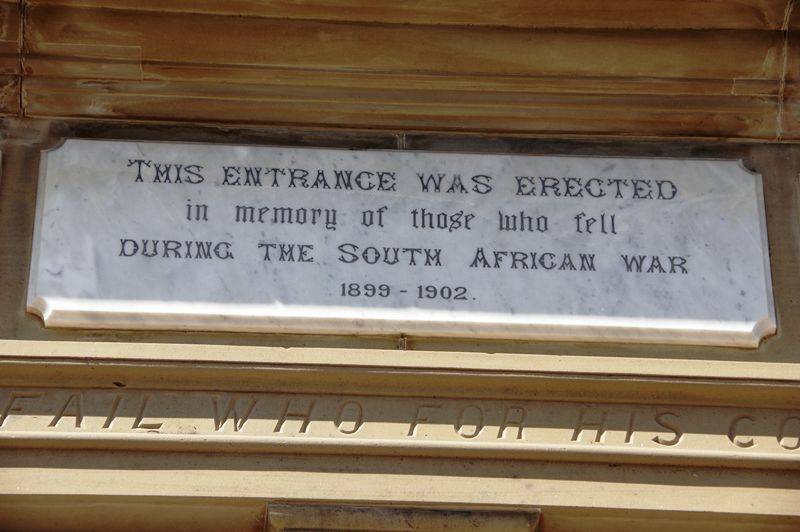 THIS ENTRANCE WAS ERECTED
in memory of those who fell
DURING THE SOUTH AFRICAN WAR
1899 - 1902.
FAIL WHO FOR HIS CO